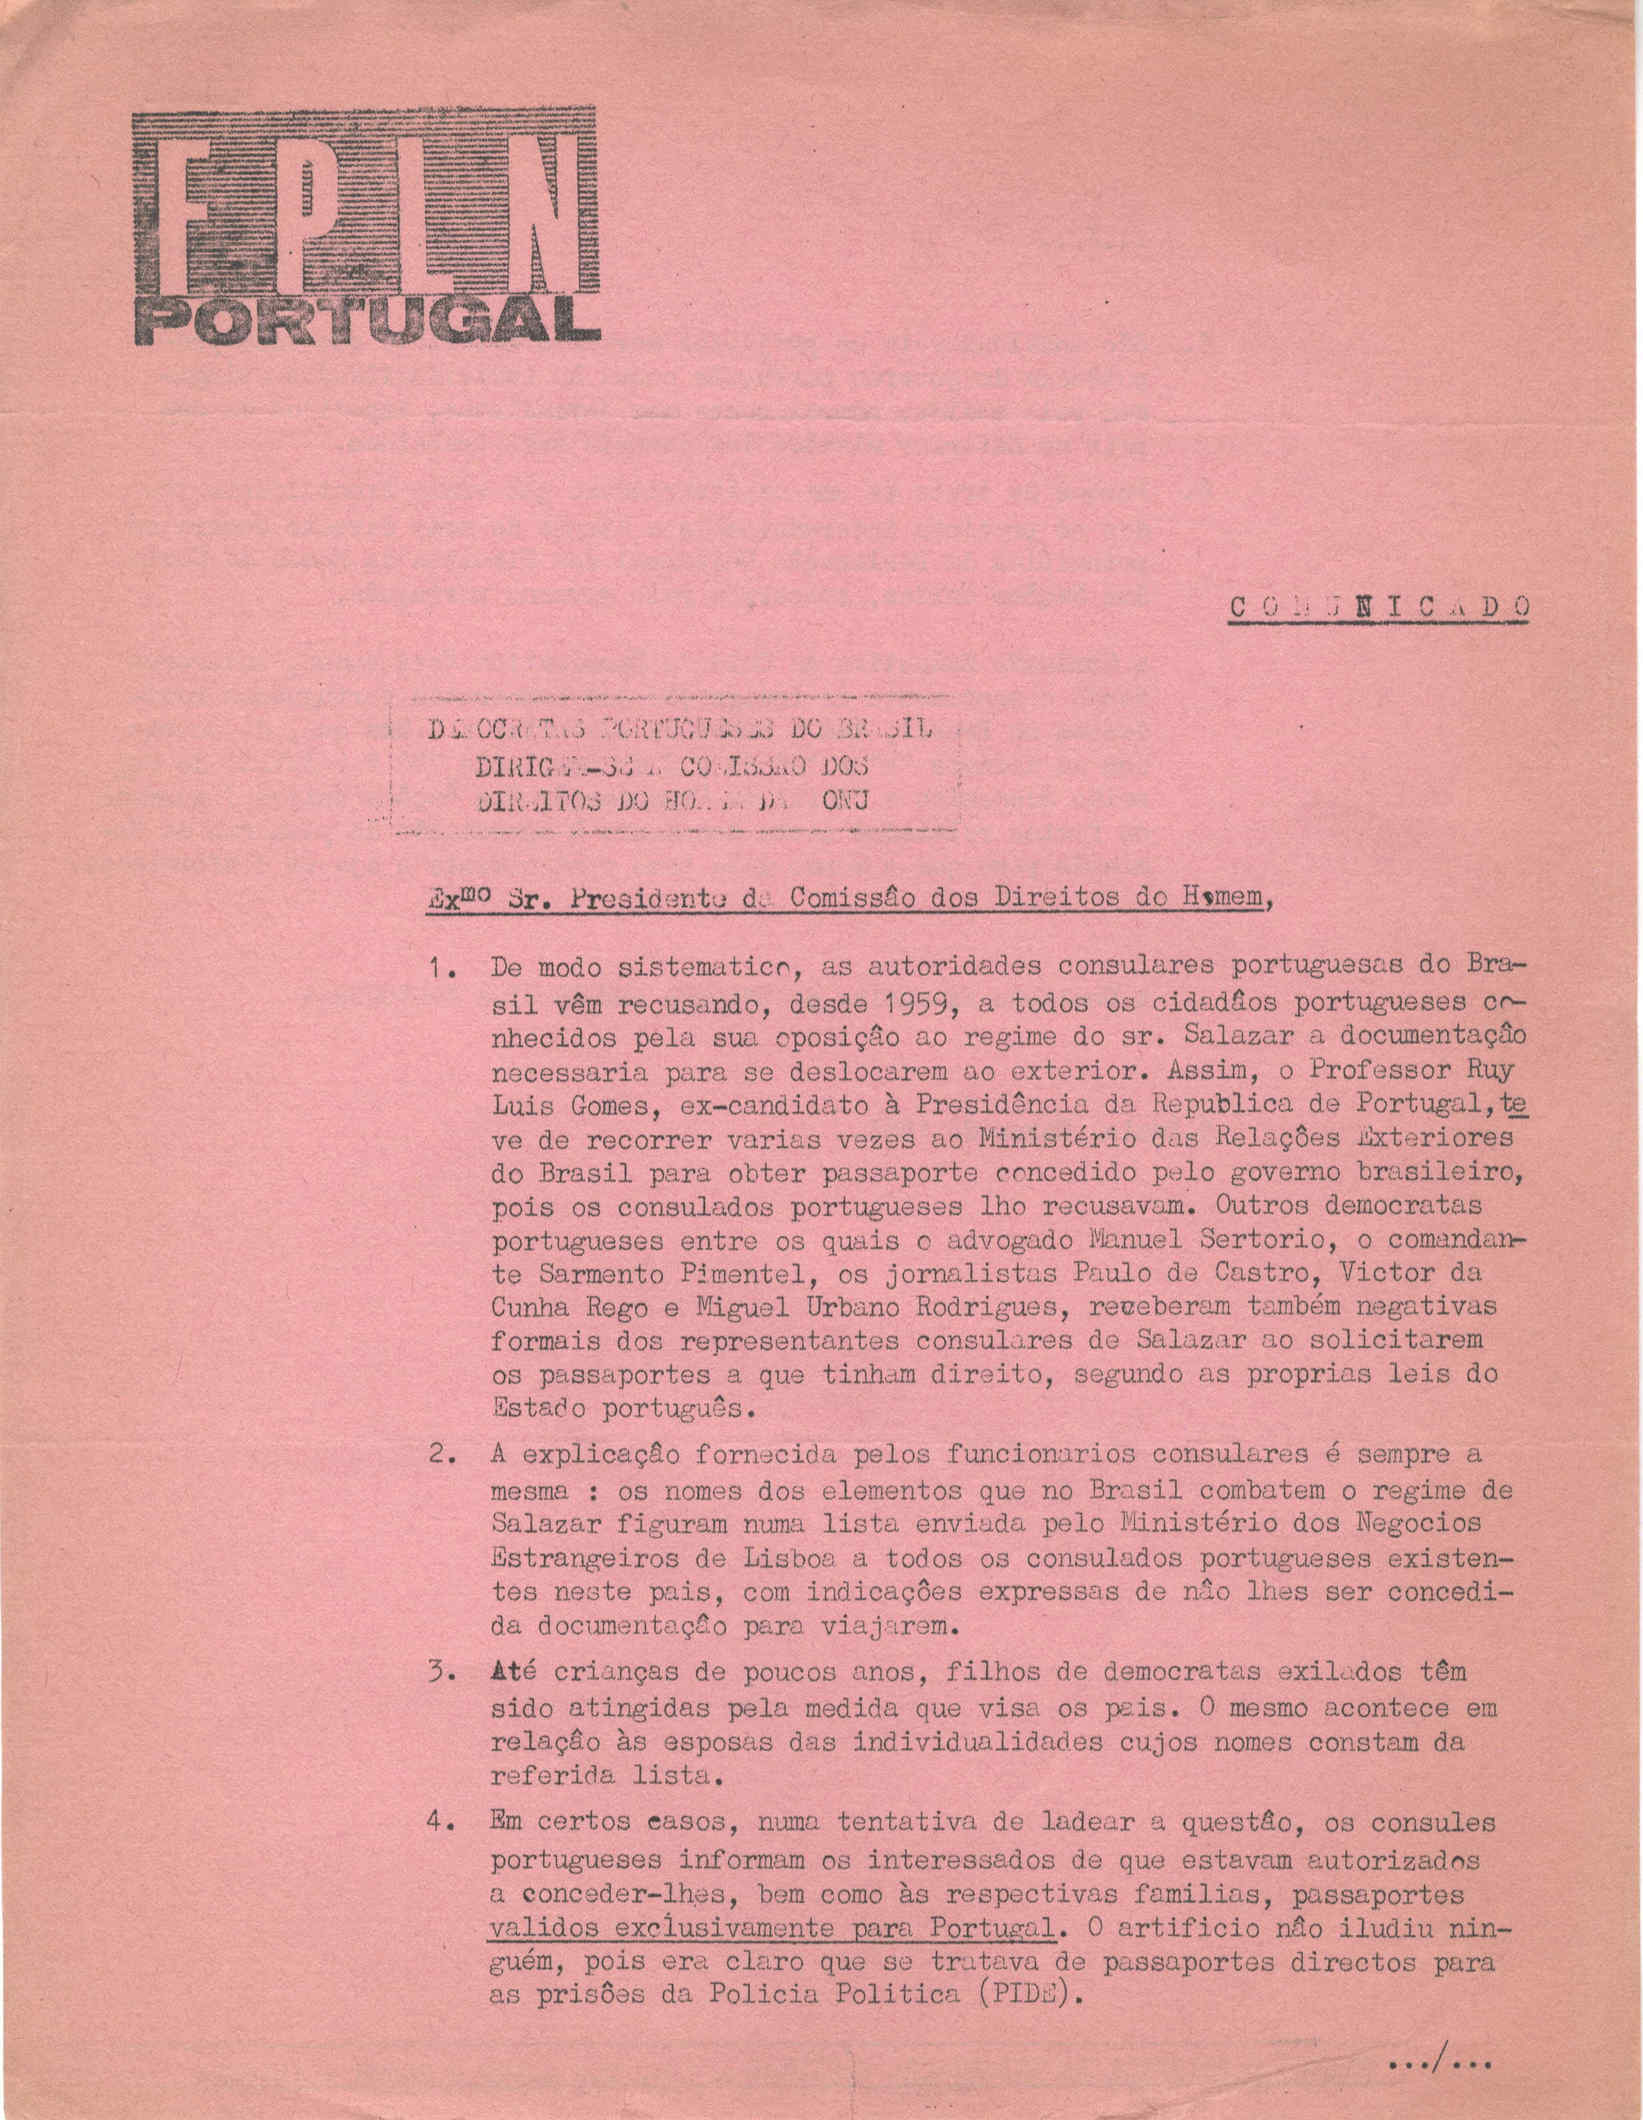 FPLN
PORTUGAL
COMUNICADO
DEMOCRATAS PORTUGUESES DO BRASIL
DIRIGEM-SE À COMISSÃO DOS
DIREITOS DO HOMEM DA ONU
Exmo Sr. Presidente da Comissão dos Direitos do Homem,
1. De modo sistematico, as autoridades consulares portuguesas do Bra-
sil vêm recusando, desde 1959, a todos os cidadãos portugueses co-
nhecidos pela sua oposição ao regime do sr. Salazar a documentação
necessaria para se deslocarem ao exterior. Assim, o Professor Ruy
Luis Gomes, ex-candidato à Presidência da Republica de Portugal,te
ve de recorrer varias vezes ao Ministério das Relações Exteriores
do Brasil para obter passaporte concedido pelo governo brasileiro,
pois os consulados portugueses lho recusavam. Outros democratas
portugueses entre os quais o advogado Manuel Sertorio, o comandan-
te Sarmento Pimentel, os jornalistas Paulo de Castro, Victor da
Cunha Rego e Miguel Urbano Rodrigues, receberam também negativas
formais dos representantes consulares de Salazar ao solicitarem
os passaportes a que tinham direito, segundo as proprias leis do
Estado português.
2. A explicação fornecida pelos funcionarios consulares é sempre a
mesma : os nomes dos elementos que no Brasil combatem o regime de
Salazar figuram numa lista enviada pelo Ministério dos Negocios
Estrangeiros de Lisboa a todos os consulados portugueses existen-
tes neste pais, com indicações expressas de não lhes ser concedi-
da documentação para viajarem.
3. Até crianças de poucos anos, filhos de democratas exilados têm
sido atingidas pela medida que visa os pais. O mesmo acontece em
relação às esposas das individualidades cujos nomes constam da
referida lista.
4. Em certos casos, numa tentativa de ladear a questão, os consules
portugueses informam os interessados de que estavam autorizados
a conceder-lhes, bem como às respectivas familias, passaportes
validos exclusivamente para Portugal. O artificio não iludiu nin-
guém, pois era claro que se tratava de passaportes directos para
as prisões da Policia Politica (PIDE).
.../...